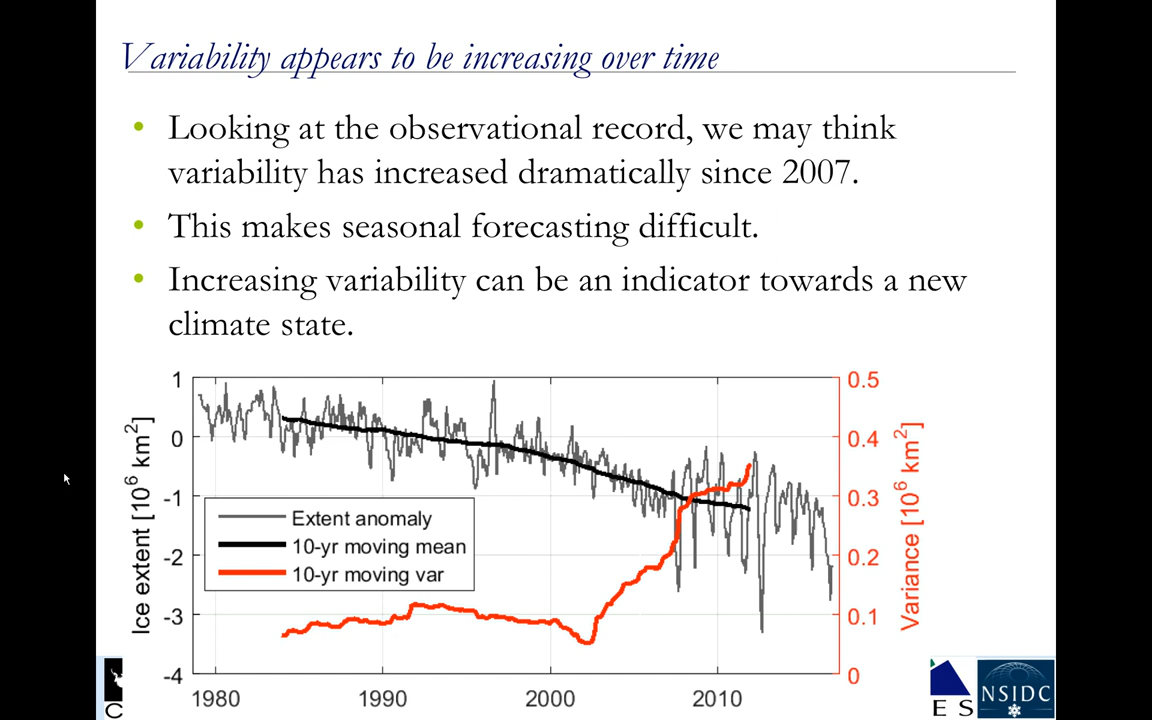 Variability appears to be increasing over time
• Looking at the observational record, we may think
variability has increased dramatically since 2007.
• This makes seasonal forecasting difficult.
• Increasing variability can be an indicator towards a new
climate state.
1
0
-1
-2
-3
-4
Ice extent [10⁶ km²]
Extent anomaly
10-yr moving mean
10-yr moving var
0.5
0.4
0.3
0.2
0.1
0
Variance [10⁶ km²]
1980
1990
2000
2010
C
E S
NSIDC